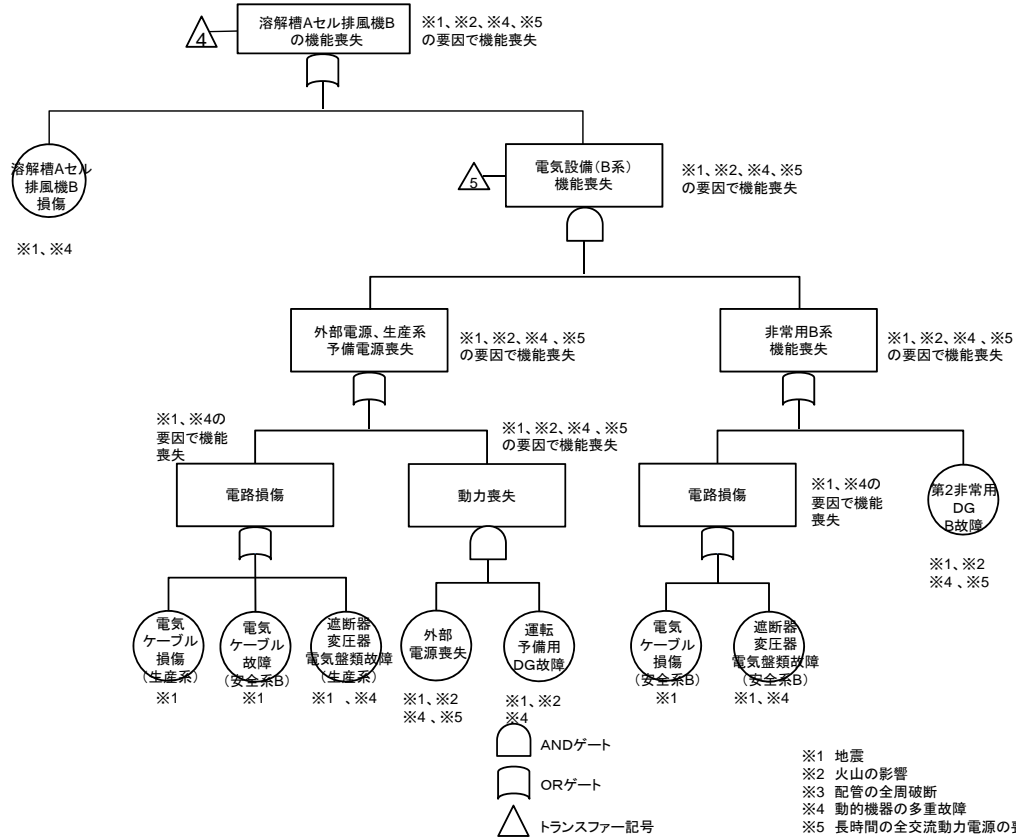 4
溶解槽Aセル排風機B
の機能喪失
※1、※2、※4、※5
の要因で機能喪失
溶解槽Aセル
排風機B
損傷
※1、※4
5
電気設備(B系)
機能喪失
※1、※2、※4、※5
の要因で機能喪失
外部電源、生産系
予備電源喪失
※1、※2、※4 、※5
の要因で機能喪失
非常用B系
機能喪失
※1、※2、※4 、※5
の要因で機能喪失
※1、※4の
要因で機能
喪失
電路損傷
※1、※2、※4 、※5
の要因で機能喪失
動力喪失
電路損傷
※1、※4の
要因で機能
喪失
第2非常用
DG
B故障
※1、※2
※4 、※5
電気
ケーブル
損傷
(生産系)
※1
電気
ケーブル
故障
(安全系B)
※1
遮断器
変圧器
電気盤類故障
(生産系)
※1 、※4
外部
電源喪失
※1、※2
※4 、※5
運転
予備用
DG故障
※1、※2
※4
電気
ケーブル
損傷
(安全系B)
※1
遮断器
変圧器
電気盤類故障
(安全系B)
※1、※4
ANDゲート
ORゲート
トランスファー記号
※1 地震
※2 火山の影響
※3 配管の全周破断
※4 動的機器の多重故障
※5 長時間の全交流動力電源の